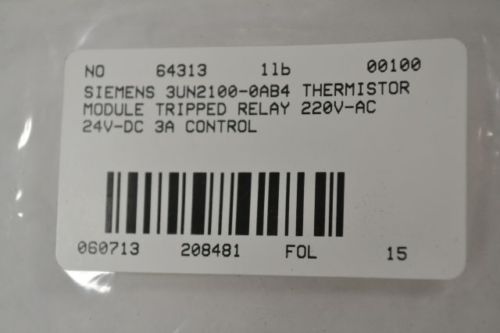 NO 64313 1lb 00100
SIEMENS 3UN2100-0AB4 THERMISTOR
MODULE TRIPPED RELAY 220V-AC
24V-DC 3A CONTROL
060713 208481 FOL 15